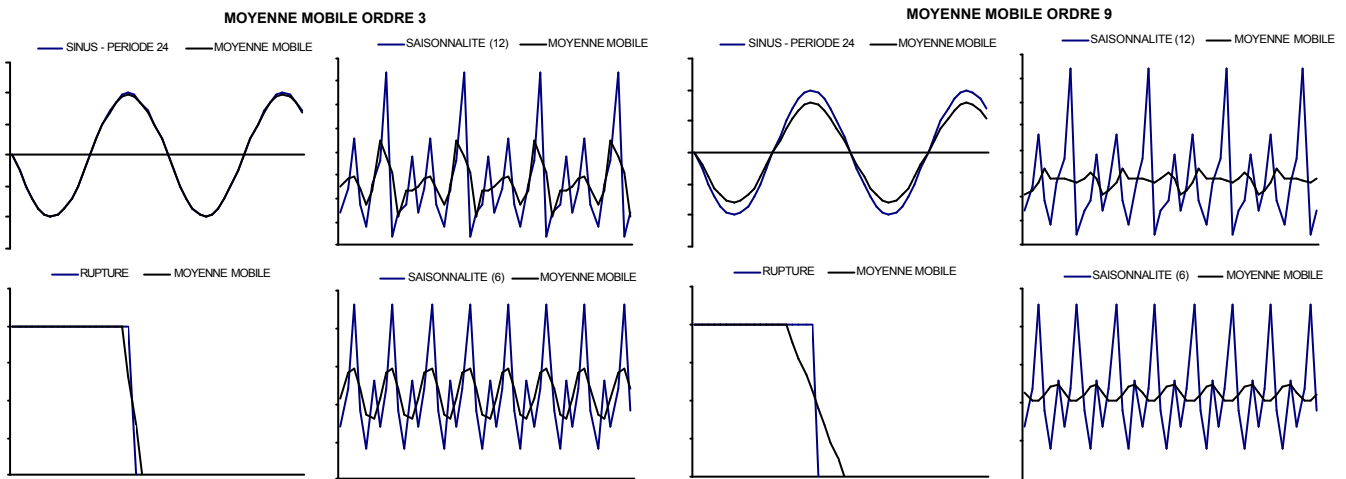 MOYENNE MOBILE ORDRE 3
SINUS - PERIODE 24 MOYENNE MOBILE
SAISONNALITE (12) MOYENNE MOBILE
RUPTURE MOYENNE MOBILE
SAISONNALITE (6) MOYENNE MOBILE
MOYENNE MOBILE ORDRE 9
SINUS - PERIODE 24 MOYENNE MOBILE
SAISONNALITE (12) MOYENNE MOBILE
RUPTURE MOYENNE MOBILE
SAISONNALITE (6) MOYENNE MOBILE